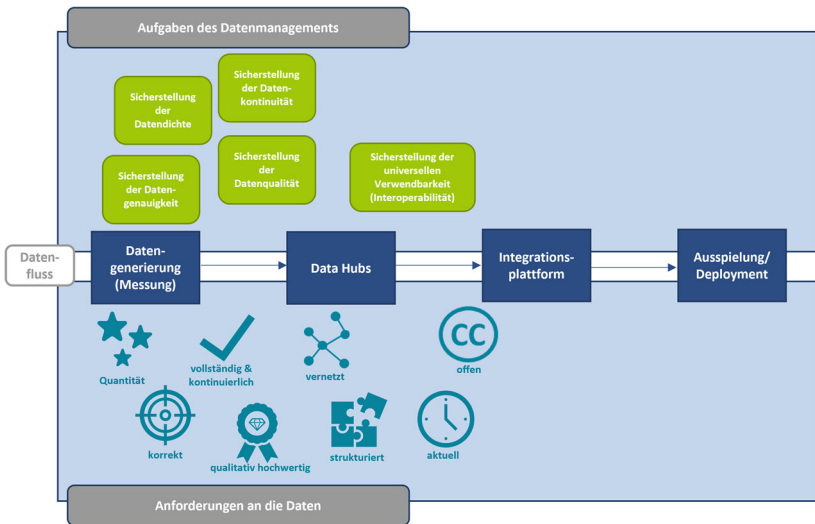 Aufgaben des Datenmanagements
Sicherstellung
der
Datendichte
Sicherstellung
der Daten-
kontinuität
Sicherstellung
der Daten-
genauigkeit
Sicherstellung
der
Datenqualität
Sicherstellung der
universellen
Verwendbarkeit
(Interoperabilität)
Daten-
fluss
Daten-
generierung
(Messung)
Data Hubs
Integrations-
plattform
Ausspielung/
Deployment
Quantität
vollständig &
kontinuierlich
vernetzt
CC
offen
korrekt
qualitativ hochwertig
strukturiert
aktuell
Anforderungen an die Daten